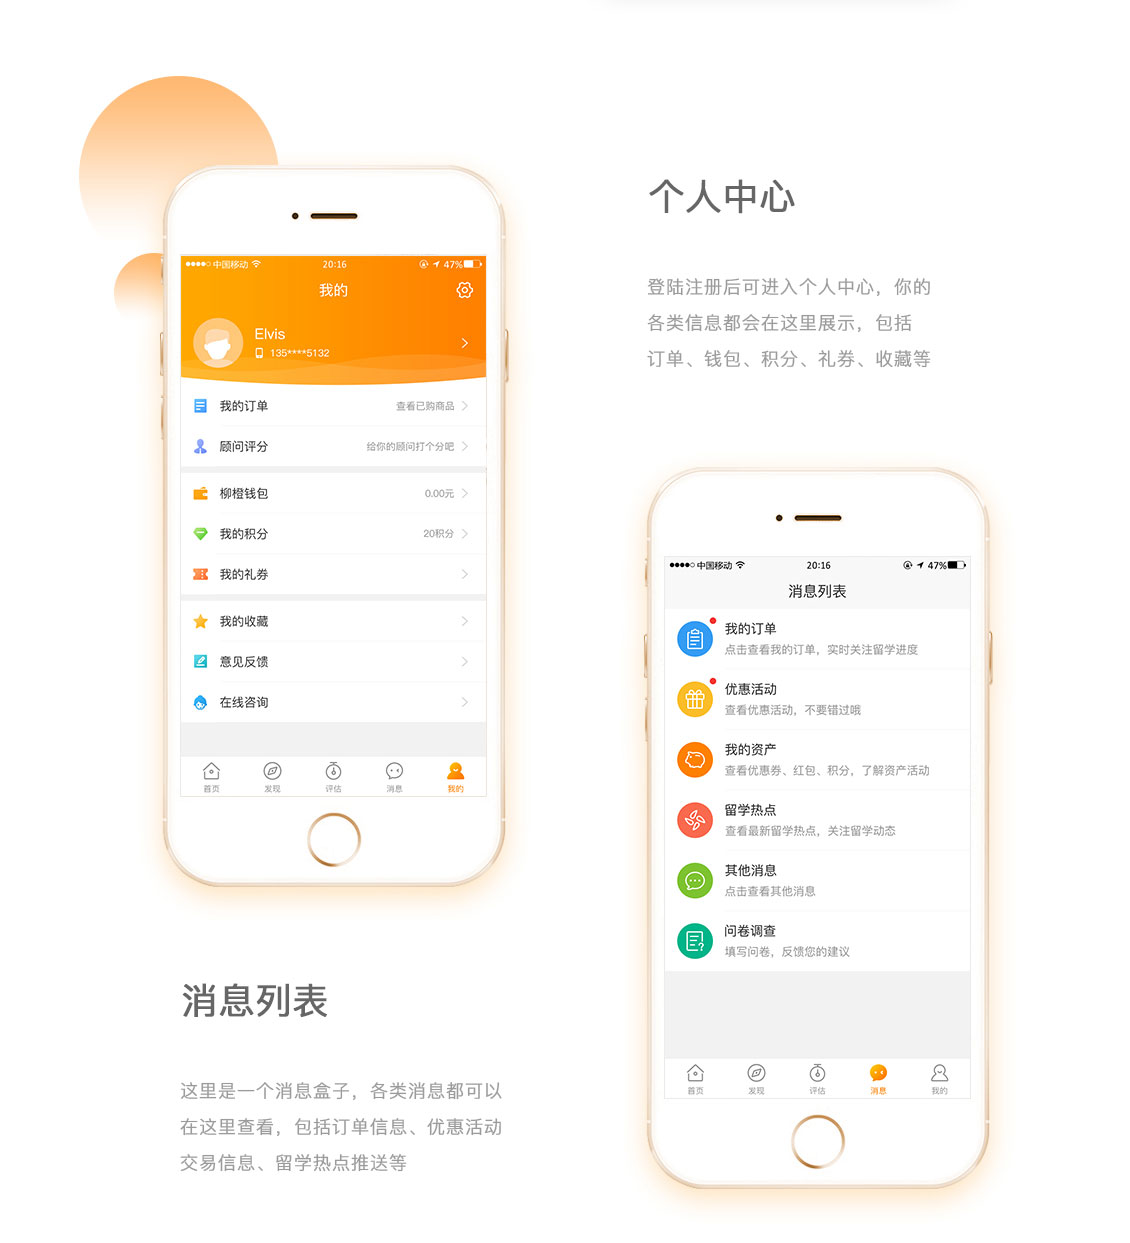 中国移动 20:16 47%
我的
Elvis
135****5132
我的订单 查看已购商品
顾问评分 给你的顾问打个分吧
柳橙钱包 0.00元
我的积分 20积分
我的礼券
我的收藏
意见反馈
在线咨询
首页 发现 评估 消息 我的
个人中心
登陆注册后可进入个人中心，你的
各类信息都会在这里展示，包括
订单、钱包、积分、礼券、收藏等
中国移动 20:16 47%
消息列表
我的订单
点击查看我的订单，实时关注留学进度
优惠活动
查看优惠活动，不要错过哦
我的资产
查看优惠券、红包、积分，了解资产活动
留学热点
查看最新留学热点，关注留学动态
其他消息
点击查看其他消息
问卷调查
填写问卷，反馈您的建议
首页 发现 评估 消息 我的
消息列表
这里是一个消息盒子，各类消息都可以
在这里查看，包括订单信息、优惠活动
交易信息、留学热点推送等